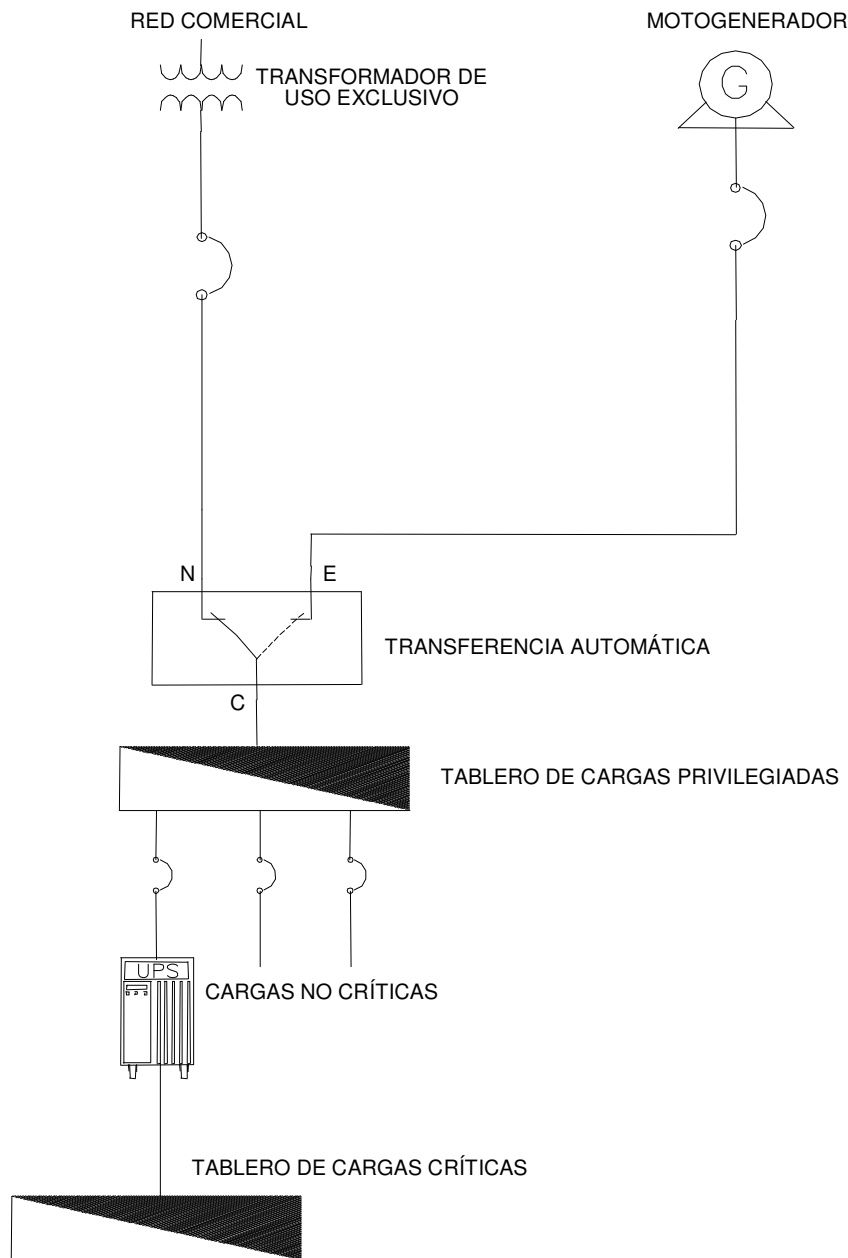 RED COMERCIAL
MOTOGENERADOR
TRANSFORMADOR DE
USO EXCLUSIVO
G
N
E
TRANSFERENCIA AUTOMÁTICA
C
TABLERO DE CARGAS PRIVILEGIADAS
UPS
CARGAS NO CRÍTICAS
TABLERO DE CARGAS CRÍTICAS